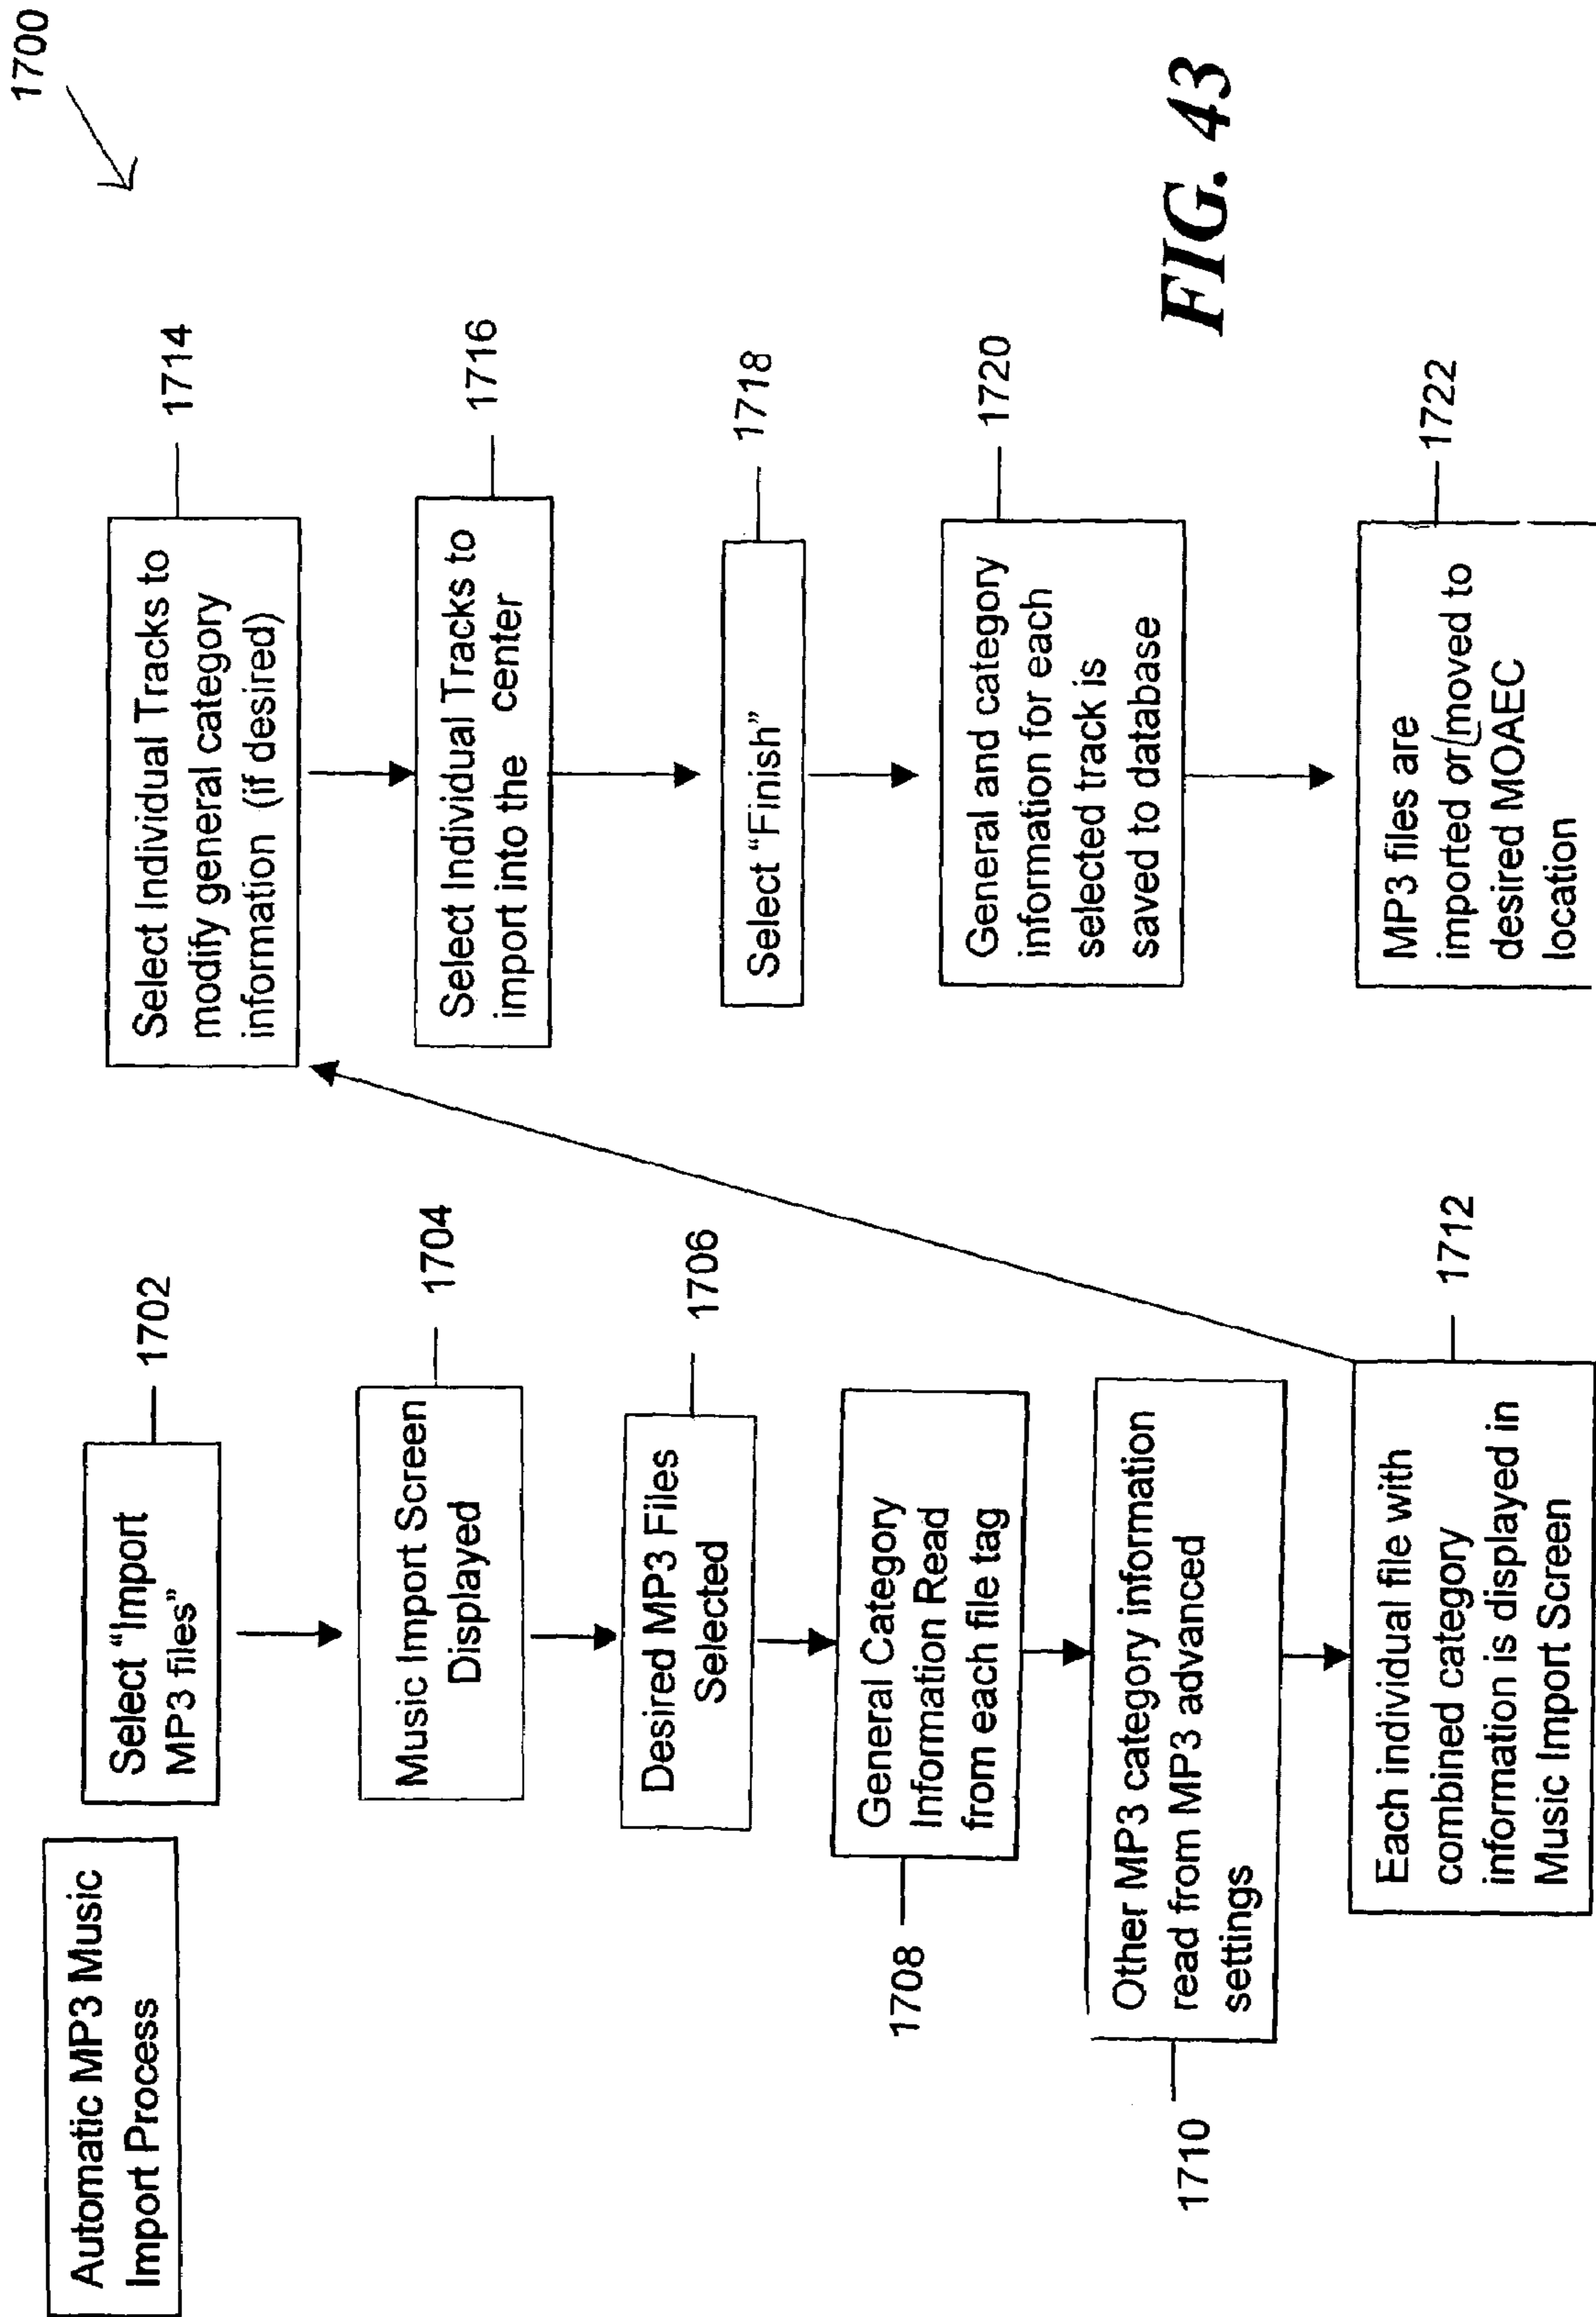 1700
Automatic MP3 Music
Import Process
Select “Import
MP3 files”
1702
Music Import Screen
Displayed
1704
Desired MP3 Files
Selected
1706
General Category
Information Read
from each file tag
1708
Other MP3 category information
read from MP3 advanced
settings
1710
Each individual file with
combined category
information is displayed in
Music Import Screen
1712
Select Individual Tracks to
modify general category
information (if desired)
1714
Select Individual Tracks to
import into the center
1716
Select “Finish”
1718
General and category
information for each
selected track is
saved to database
1720
MP3 files are
imported or moved to
desired MOAEC
location
1722
FIG. 43